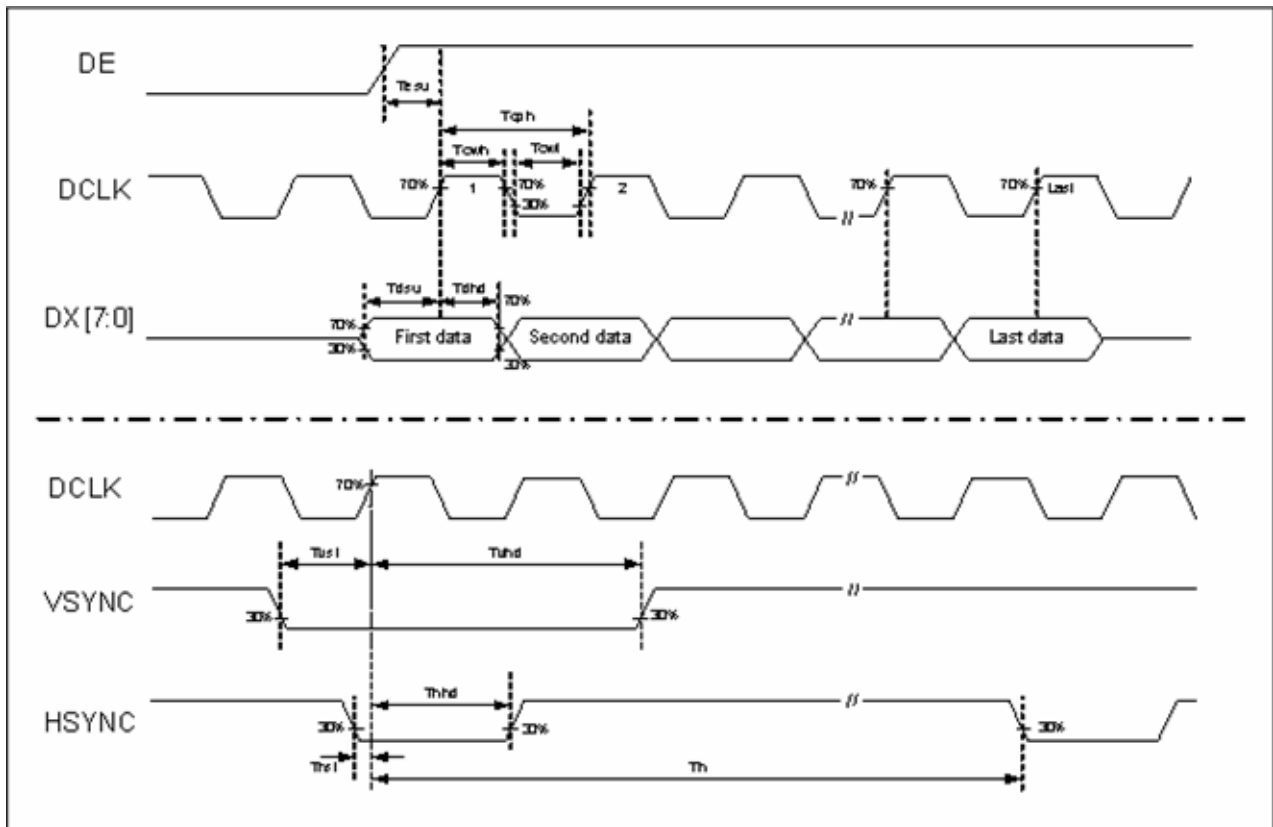 DE
Tesu
Tcph
Tcwh
Tcwl
DCLK
70%
1
70%
30%
2
70%
70%
Last
Tdsu
Tdhd
70%
DX [7:0]
70%
First data
Second data
Last data
30%
30%
DCLK
70%
Tvhd
VSYNC
30%
30%
Thhd
HSYNC
30%
30%
30%
Th